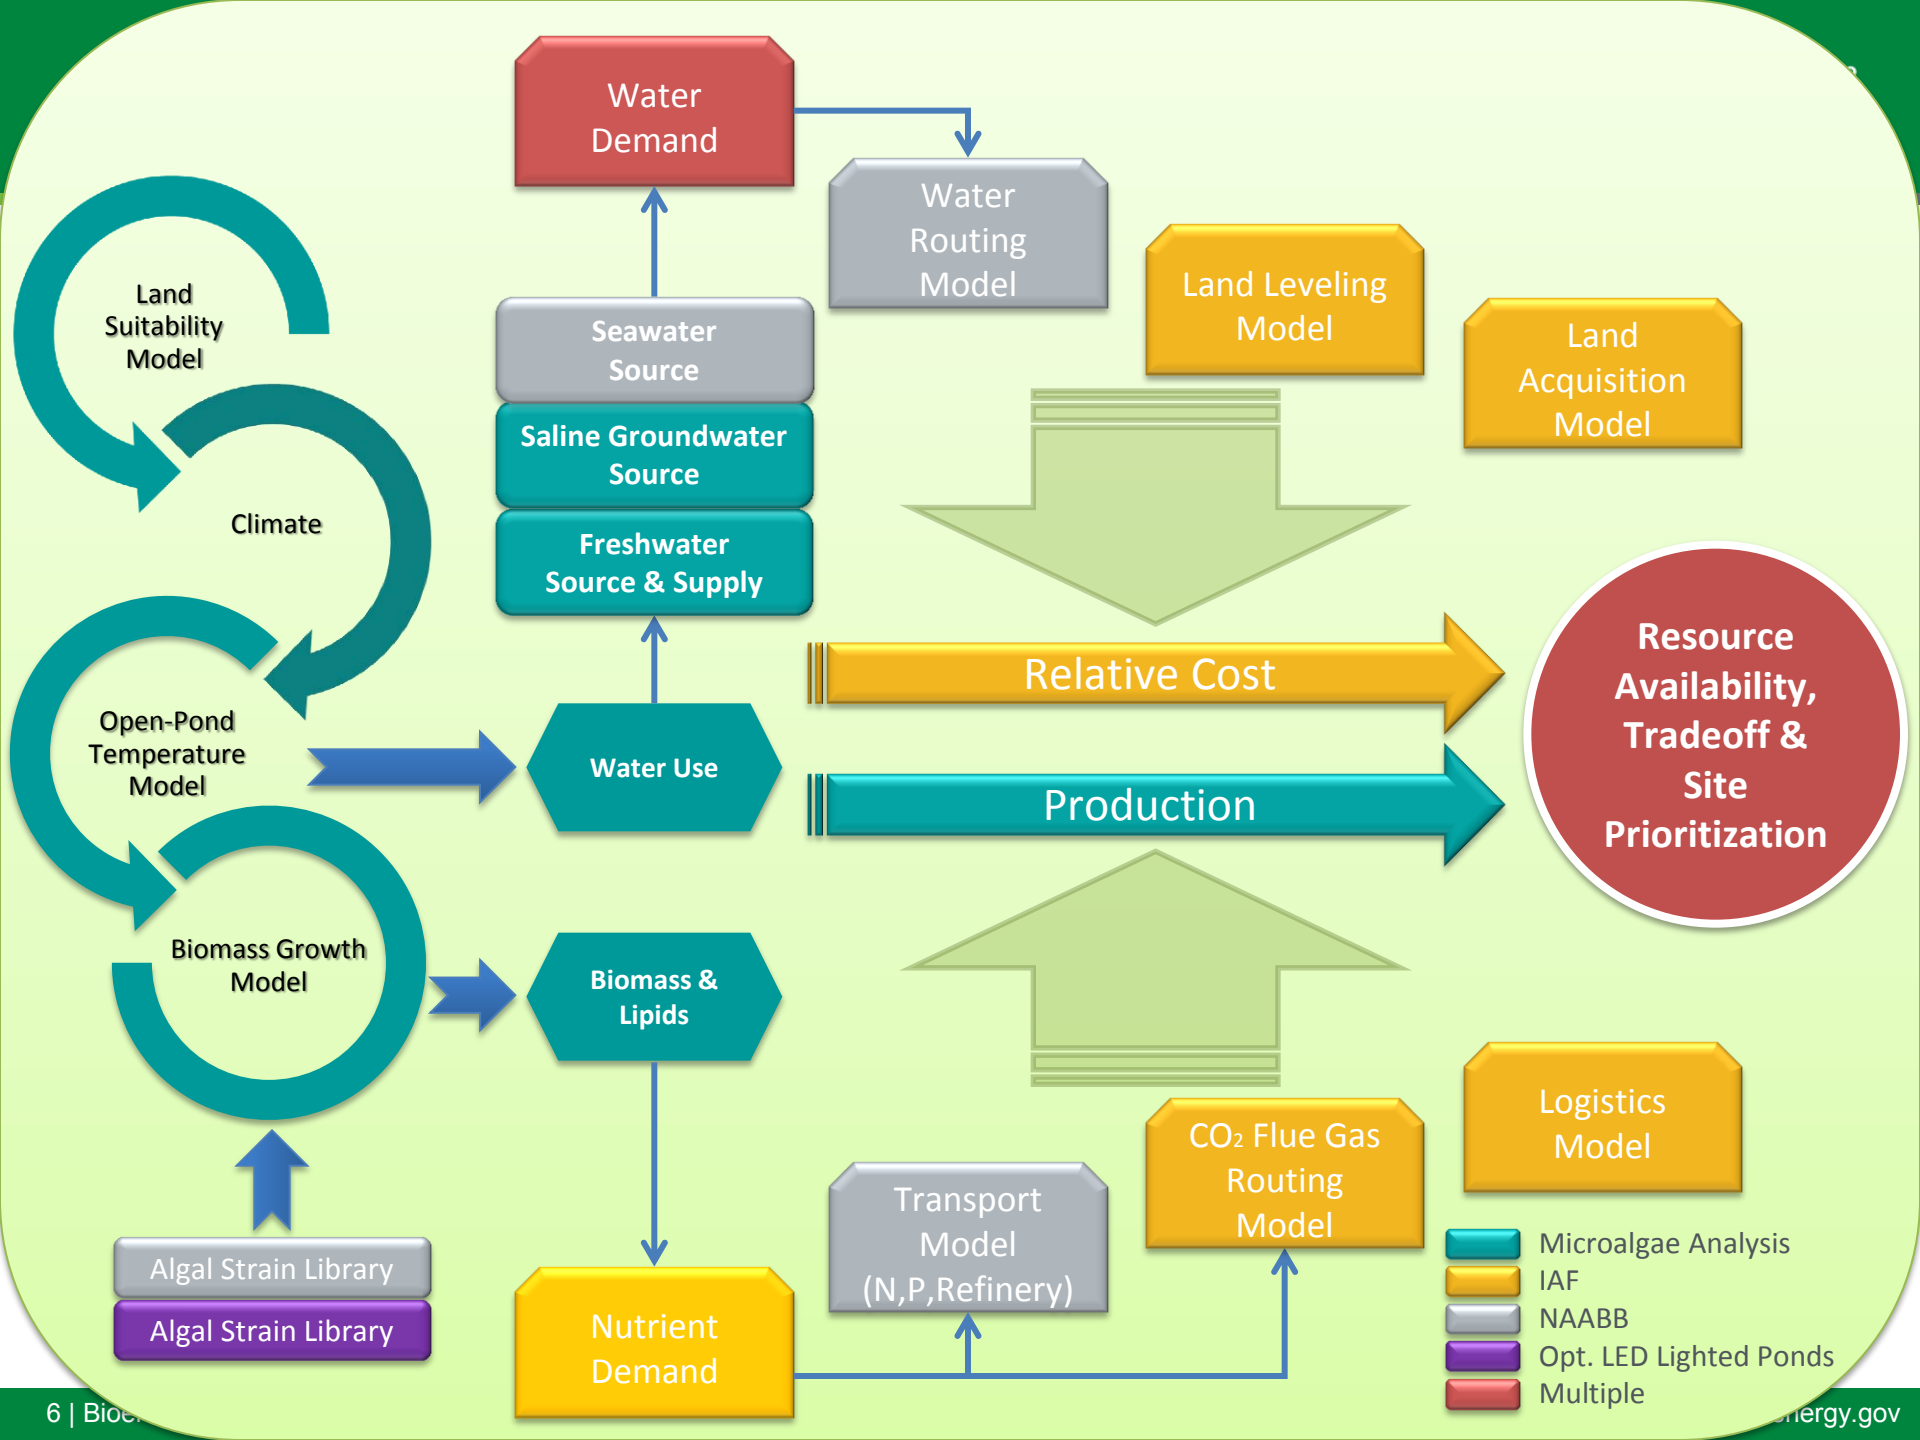 Water
Demand
Water
Routing
Model
Land Leveling
Model
Land
Acquisition
Model
Land
Suitability
Model
Seawater
Source
Saline Groundwater
Source
Climate
Freshwater
Source & Supply
Relative Cost
Resource
Availability,
Tradeoff &
Site
Prioritization
Open-Pond
Temperature
Model
Water Use
Production
Biomass Growth
Model
Biomass &
Lipids
Logistics
Model
CO2 Flue Gas
Routing
Model
Transport
Model
(N,P,Refinery)
Algal Strain Library
Algal Strain Library
Nutrient
Demand
Microalgae Analysis
IAF
NAABB
Opt. LED Lighted Ponds
Multiple
6 |